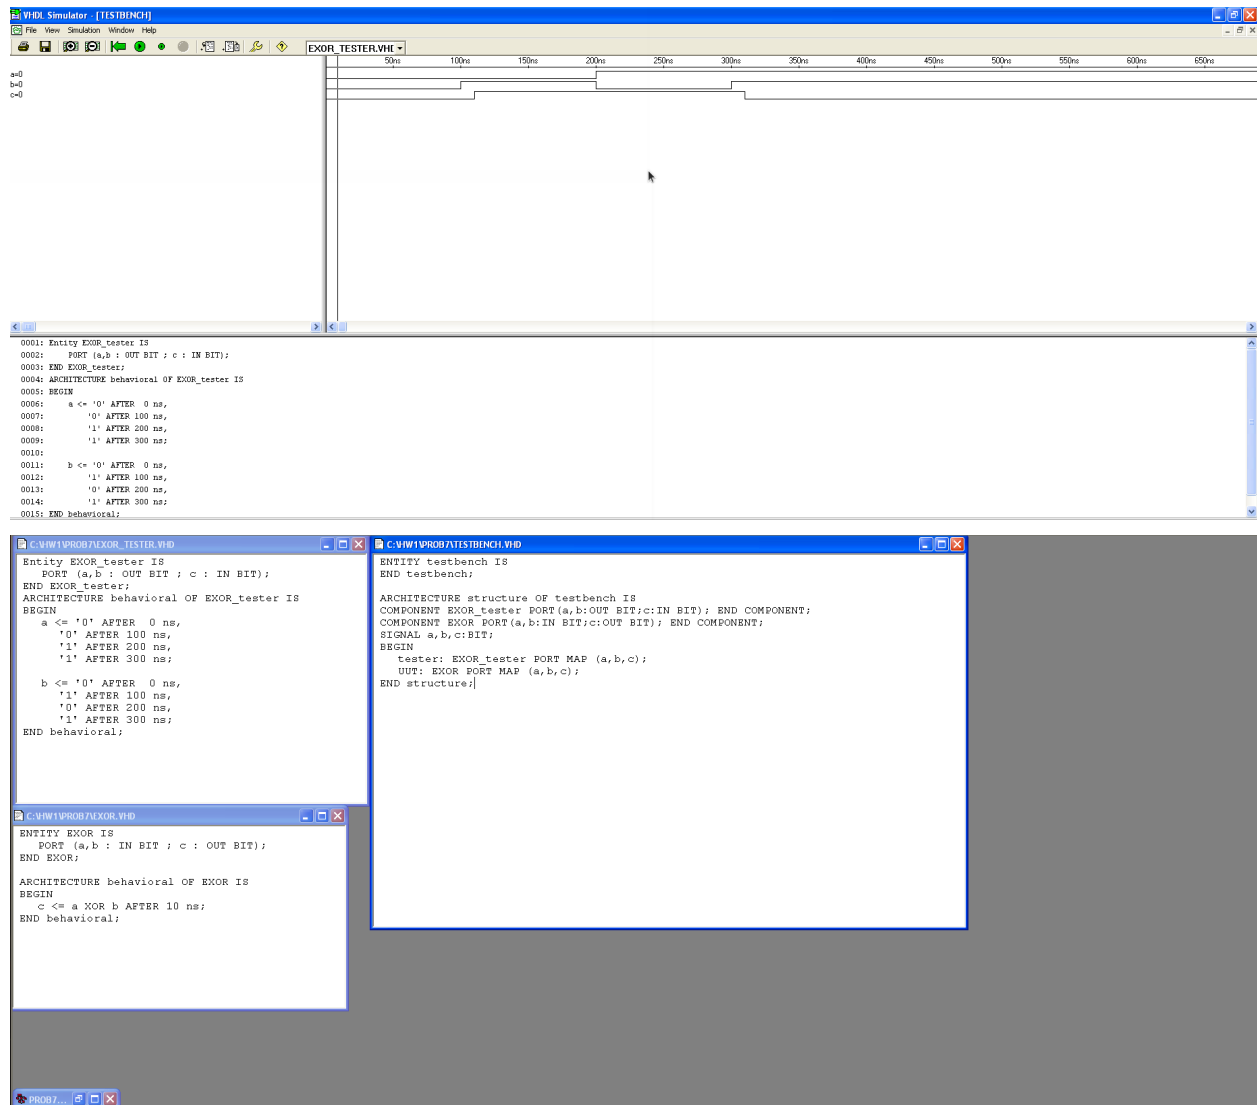 VHDL Simulator - [TESTBENCH]
File View Simulation Window Help
EXOR_TESTER.VHI
50ns 100ns 150ns 200ns 250ns 300ns 350ns 400ns 450ns 500ns 550ns 600ns 650ns
a=0
b=0
c=0
0001: Entity EXOR_tester IS
0002: PORT (a,b : OUT BIT ; c : IN BIT);
0003: END EXOR_tester;
0004: ARCHITECTURE behavioral OF EXOR_tester IS
0005: BEGIN
0006: a <= '0' AFTER 0 ns,
0007: '0' AFTER 100 ns,
0008: '1' AFTER 200 ns,
0009: '1' AFTER 300 ns;
0010:
0011: b <= '0' AFTER 0 ns,
0012: '1' AFTER 100 ns,
0013: '0' AFTER 200 ns,
0014: '1' AFTER 300 ns;
0015: END behavioral;
C:\HW1\PROB7\EXOR_TESTER.VHD
Entity EXOR_tester IS
PORT (a,b : OUT BIT ; c : IN BIT);
END EXOR_tester;
ARCHITECTURE behavioral OF EXOR_tester IS
BEGIN
a <= '0' AFTER 0 ns,
'0' AFTER 100 ns,
'1' AFTER 200 ns,
'1' AFTER 300 ns;
b <= '0' AFTER 0 ns,
'1' AFTER 100 ns,
'0' AFTER 200 ns,
'1' AFTER 300 ns;
END behavioral;
C:\HW1\PROB7\TESTBENCH.VHD
ENTITY testbench IS
END testbench;
ARCHITECTURE structure OF testbench IS
COMPONENT EXOR_tester PORT(a,b:OUT BIT;c:IN BIT); END COMPONENT;
COMPONENT EXOR PORT(a,b:IN BIT;c:OUT BIT); END COMPONENT;
SIGNAL a,b,c:BIT;
BEGIN
tester: EXOR_tester PORT MAP (a,b,c);
UUT: EXOR PORT MAP (a,b,c);
END structure;
C:\HW1\PROB7\EXOR.VHD
ENTITY EXOR IS
PORT (a,b : IN BIT ; c : OUT BIT);
END EXOR;
ARCHITECTURE behavioral OF EXOR IS
BEGIN
c <= a XOR b AFTER 10 ns;
END behavioral;
PROB7...